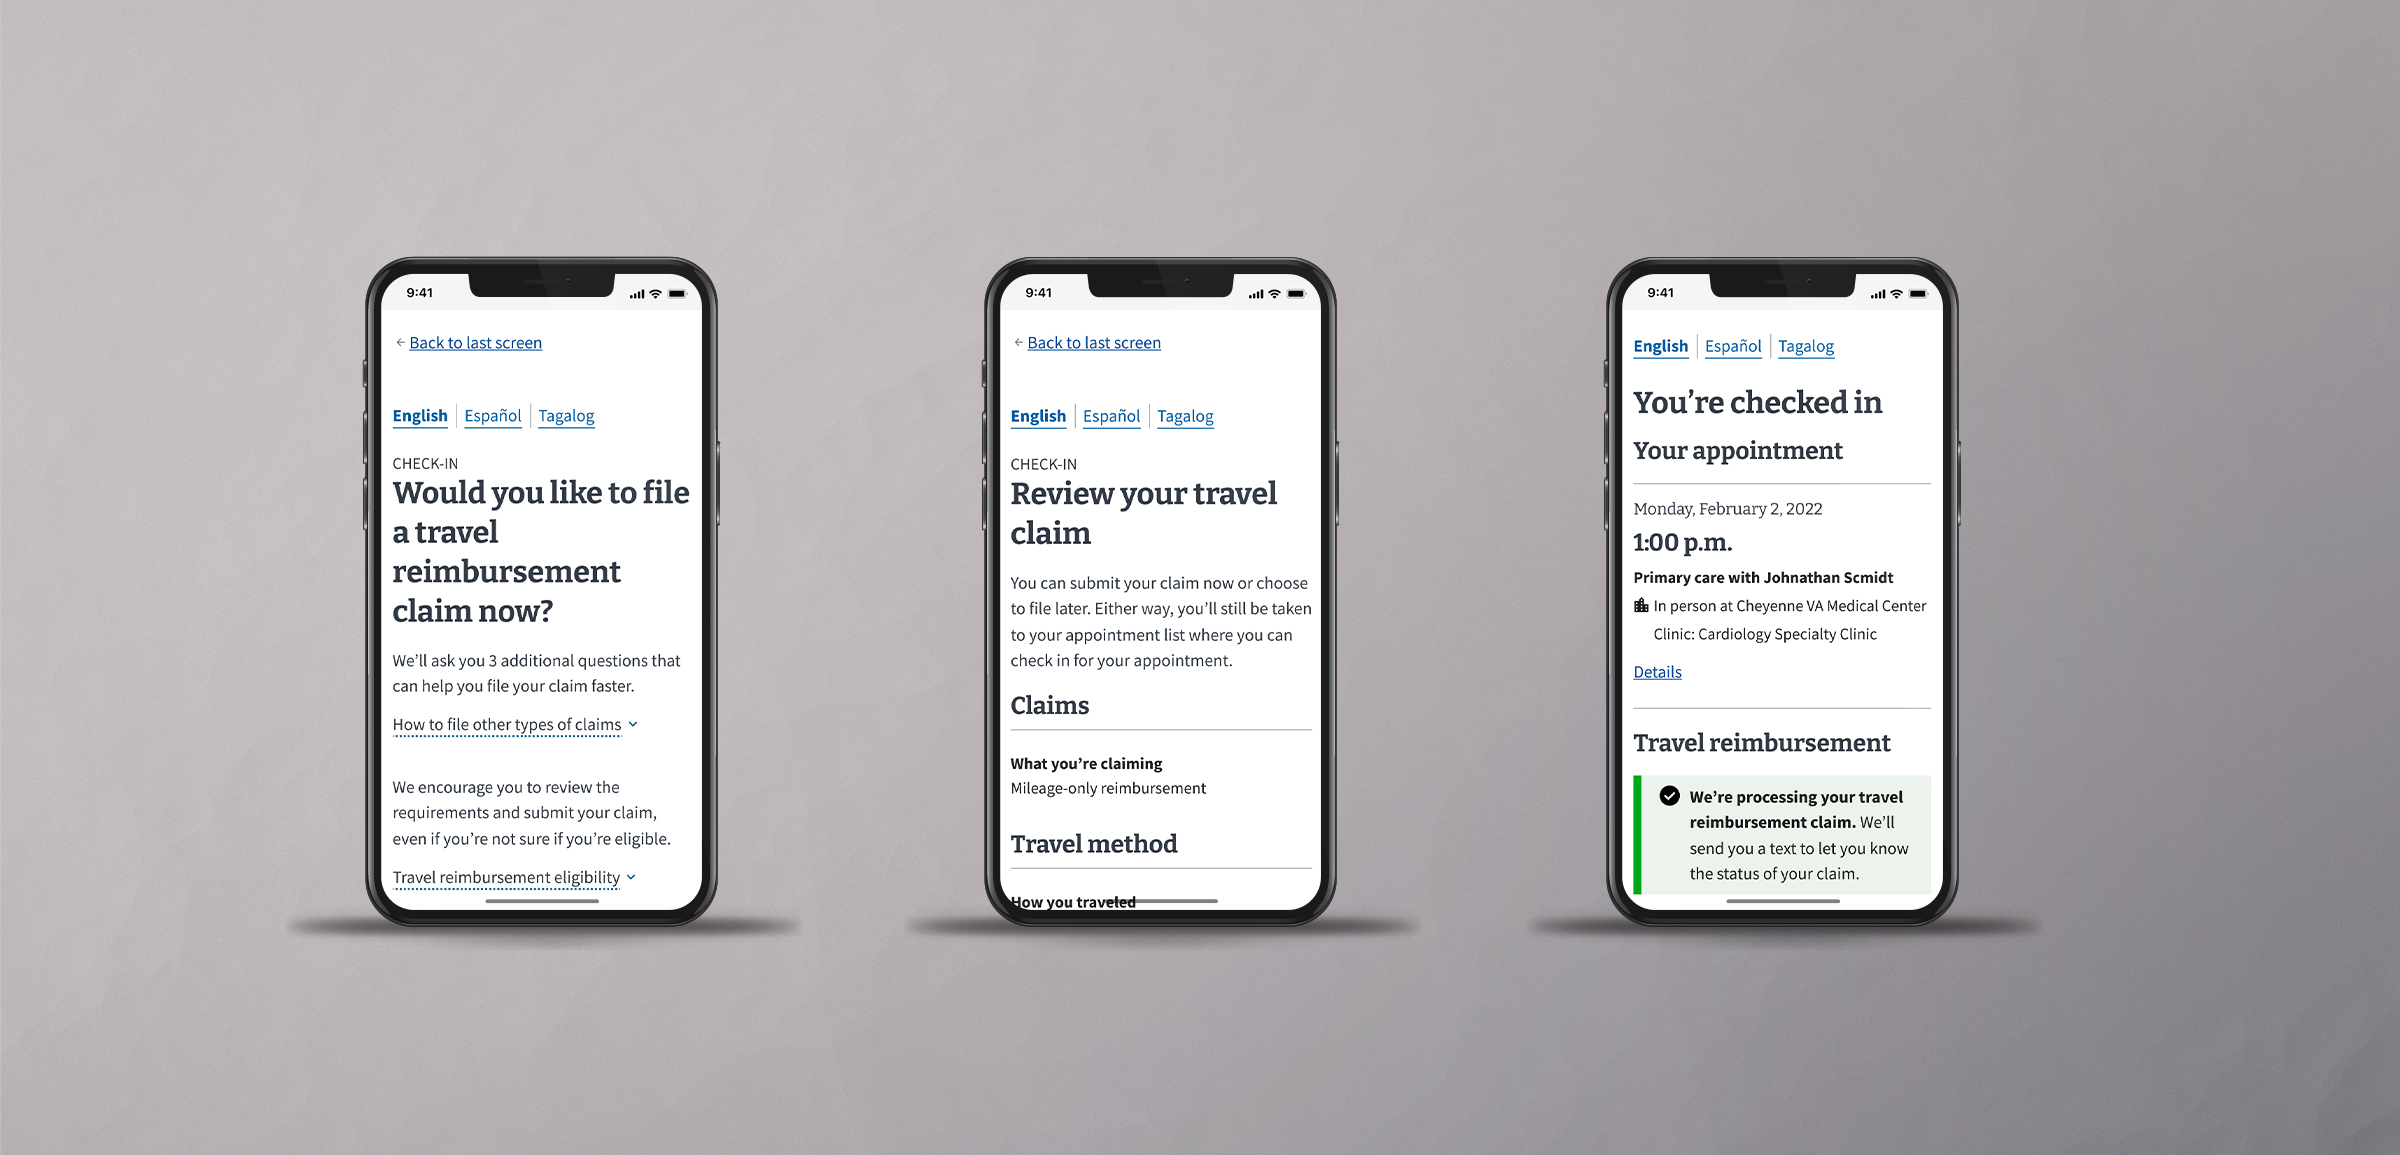 9:41
← Back to last screen
English | Español | Tagalog
CHECK-IN
Would you like to file
a travel
reimbursement
claim now?
We’ll ask you 3 additional questions that
can help you file your claim faster.
How to file other types of claims
We encourage you to review the
requirements and submit your claim,
even if you’re not sure if you’re eligible.
Travel reimbursement eligibility
9:41
← Back to last screen
English | Español | Tagalog
CHECK-IN
Review your travel
claim
You can submit your claim now or choose
to file later. Either way, you’ll still be taken
to your appointment list where you can
check in for your appointment.
Claims
What you’re claiming
Mileage-only reimbursement
Travel method
How you traveled
9:41
English | Español | Tagalog
You’re checked in
Your appointment
Monday, February 2, 2022
1:00 p.m.
Primary care with Johnathan Scmidt
In person at Cheyenne VA Medical Center
Clinic: Cardiology Specialty Clinic
Details
Travel reimbursement
We’re processing your travel
reimbursement claim. We’ll
send you a text to let you know
the status of your claim.